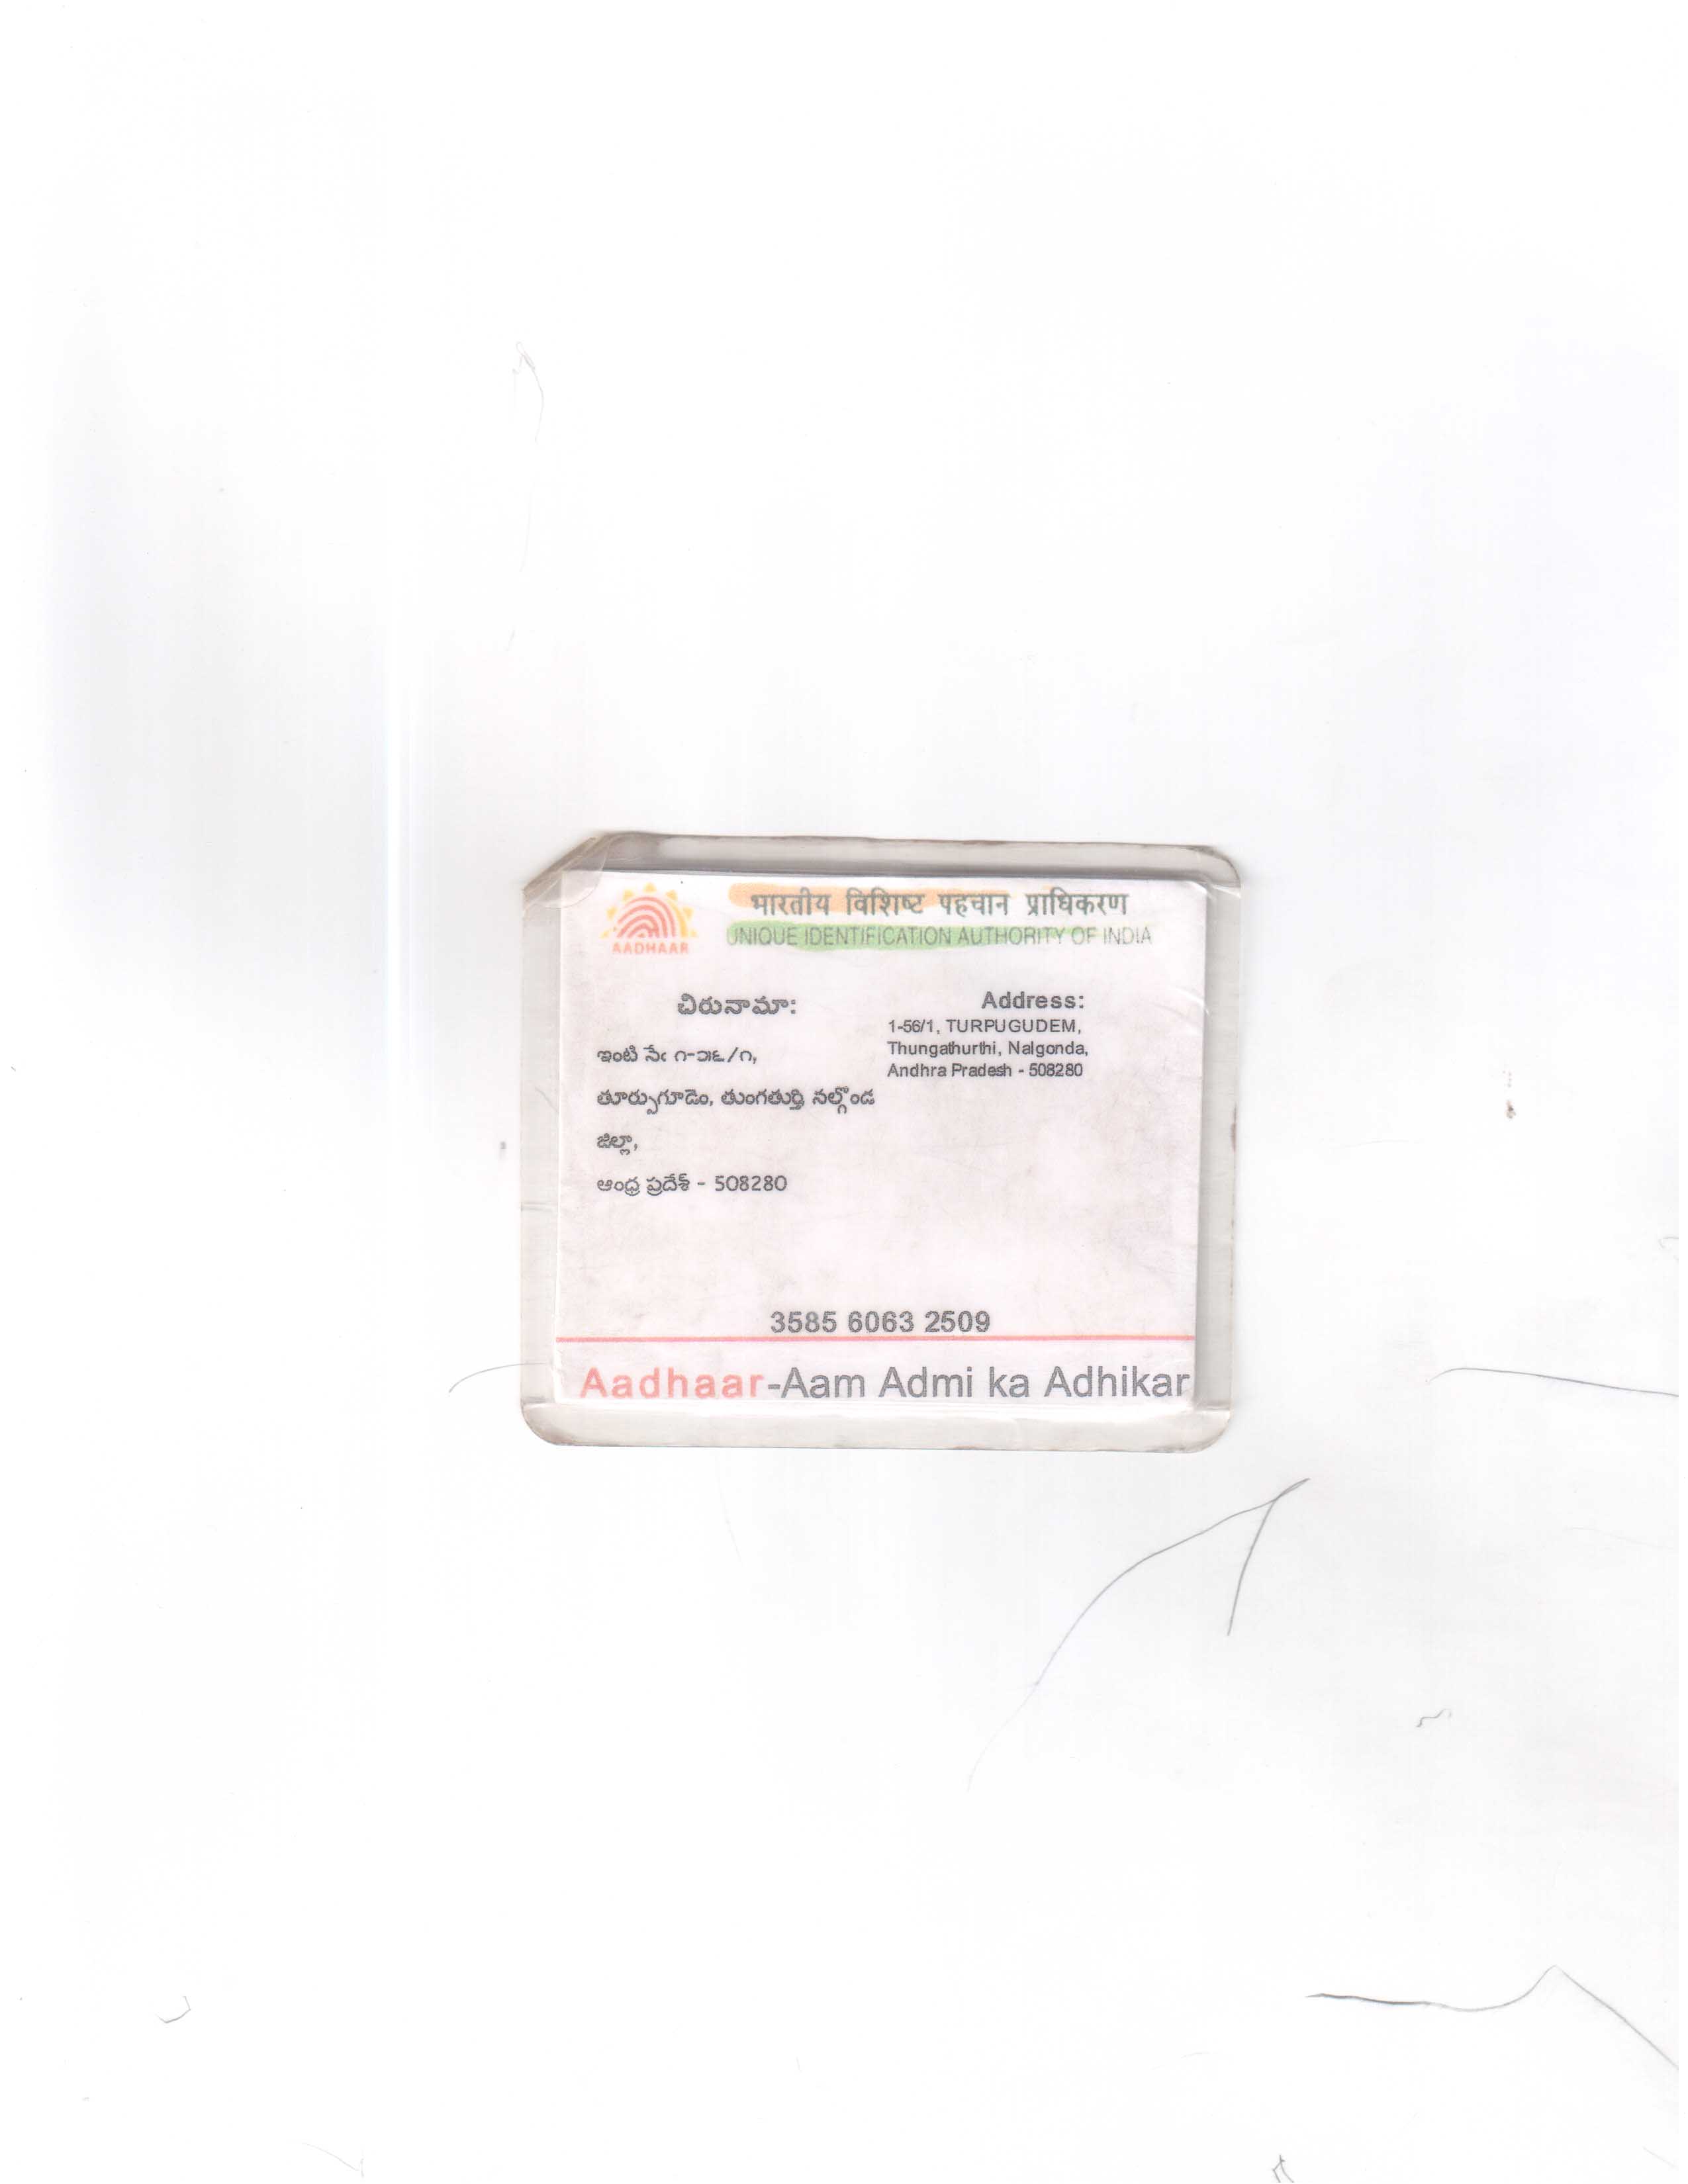 भारतीय विशिष्ट पहचान प्राधिकरण
UNIQUE IDENTIFICATION AUTHORITY OF INDIA
AADHAAR
చిరునామా:
ఇంటి నేఁ ౧-౫౬/౧,
తూర్పుగూడెం, తుంగతుర్తి నల్గొండ
జిల్లా,
ఆంధ్ర ప్రదేశ్ - 508280
Address:
1-56/1, TURPUGUDEM,
Thungathurthi, Nalgonda,
Andhra Pradesh - 508280
3585 6063 2509
Aadhaar-Aam Admi ka Adhikar